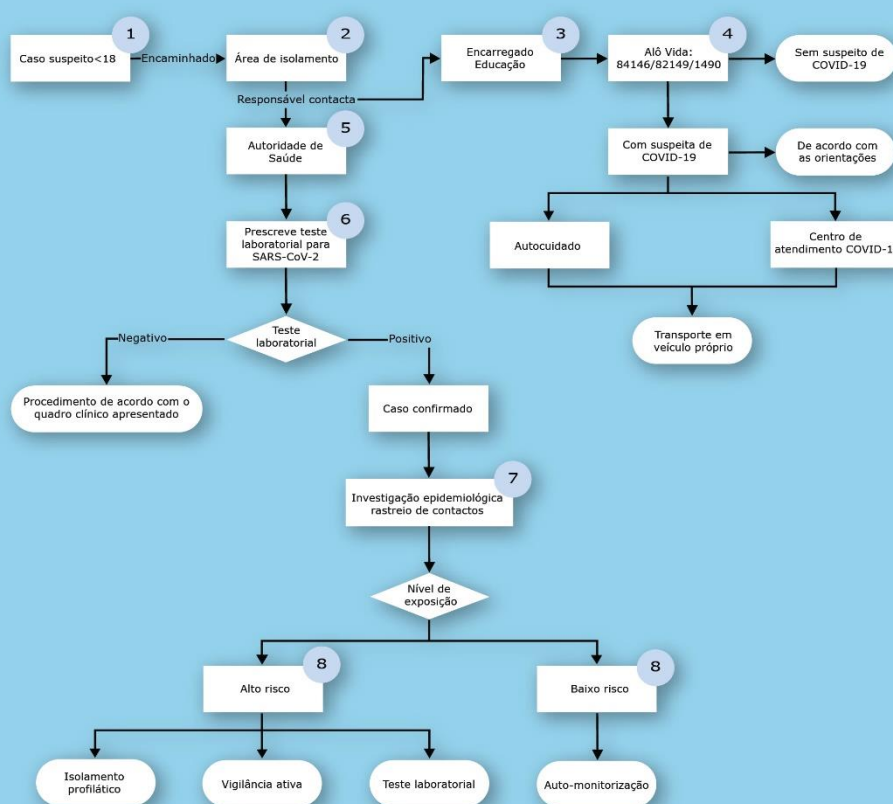 1
Caso suspeito<18
Encaminhado
2
Área de isolamento
Responsável contacta
3
Encarregado
Educação
4
Alô Vida:
84146/82149/1490
Sem suspeito de
COVID-19
5
Autoridade de
Saúde
Com suspeita de
COVID-19
De acordo com
as orientações
6
Prescreve teste
laboratorial para
SARS-CoV-2
Autocuidado
Centro de
atendimento COVID-1
Teste
laboratorial
Negativo
Positivo
Transporte em
veículo próprio
Procedimento de acordo com o
quadro clínico apresentado
Caso confirmado
7
Investigação epidemiológica
rastreio de contactos
Nível de
exposição
8
Alto risco
8
Baixo risco
Isolamento
profilático
Vigilância ativa
Teste laboratorial
Auto-monitorização